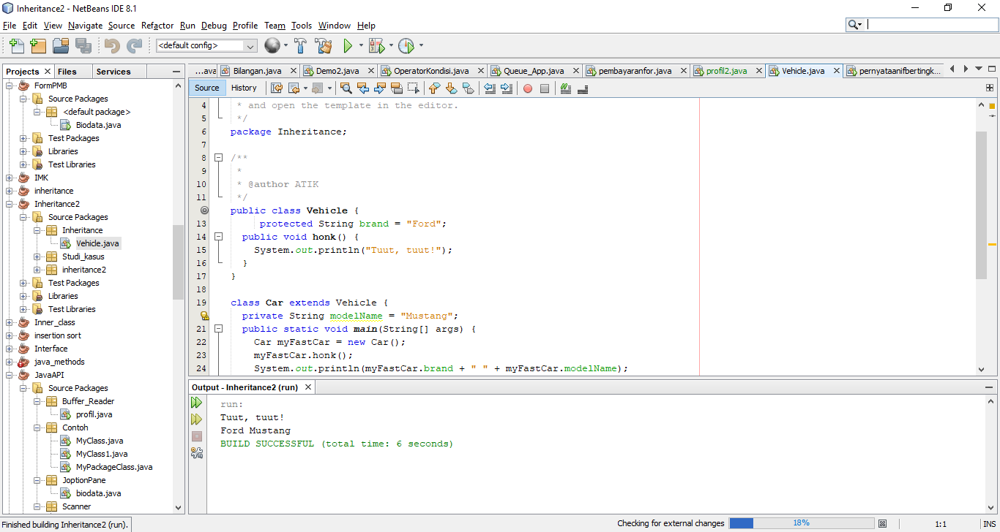 Inheritance2 - NetBeans IDE 8.1
File Edit View Navigate Source Refactor Run Debug Profile Team Tools Window Help
<default config>
Projects Files Services
FormPMB
Source Packages
<default package>
Biodata.java
Test Packages
Libraries
Test Libraries
IMK
inheritance
Inheritance2
Source Packages
Inheritance
Vehicle.java
Studi_kasus
inheritance2
Test Packages
Libraries
Test Libraries
Inner_class
insertion sort
Interface
java_methods
JavaAPI
Source Packages
Buffer_Reader
profil.java
Contoh
MyClass.java
MyClass1.java
MyPackageClass.java
JoptionPane
biodata.java
Scanner
...ava Bilangan.java Demo2.java OperatorKondisi.java Queue_App.java pembayaranfor.java profil2.java Vehicle.java pernyataanifbertingk...
Source History
4 * and open the template in the editor.
5 */
6 package Inheritance;
7
8 /**
9 *
10 * @author ATIK
11 */
public class Vehicle {
13 protected String brand = "Ford";
14 public void honk() {
15 System.out.println("Tuut, tuut!");
16 }
17 }
18
19 class Car extends Vehicle {
private String modelName = "Mustang";
21 public static void main(String[] args) {
22 Car myFastCar = new Car();
23 myFastCar.honk();
24 System.out.println(myFastCar.brand + " " + myFastCar.modelName);
Output - Inheritance2 (run)
run:
Tuut, tuut!
Ford Mustang
BUILD SUCCESSFUL (total time: 6 seconds)
Finished building Inheritance2 (run).
Checking for external changes 18% 1:1 INS